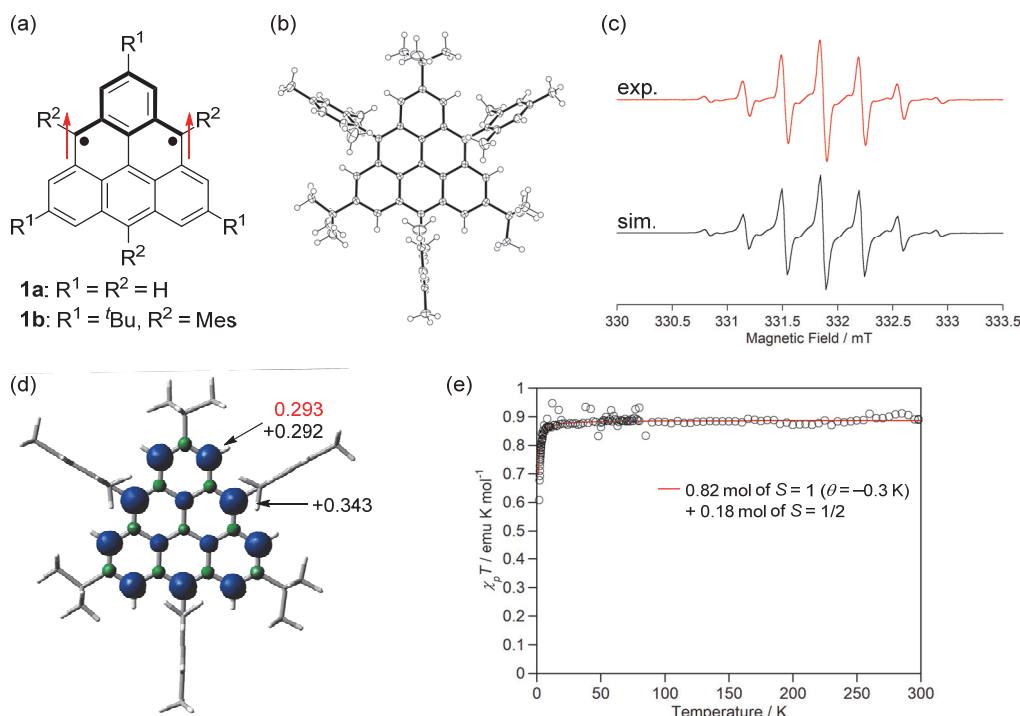 (a)
R¹
R²
R²
R¹
R¹
R²
1a: R¹ = R² = H
1b: R¹ = ᵗBu, R² = Mes
(b)
(c)
exp.
sim.
330 330.5 331 331.5 332 332.5 333 333.5
Magnetic Field / mT
(d)
0.293
+0.292
+0.343
(e)
1
0.9
0.8
0.7
0.6
0.5
0.4
0.3
0.2
0.1
0
χₚT / emu K mol⁻¹
0.82 mol of S = 1 (θ = –0.3 K)
+ 0.18 mol of S = 1/2
0 50 100 150 200 250 300
Temperature / K